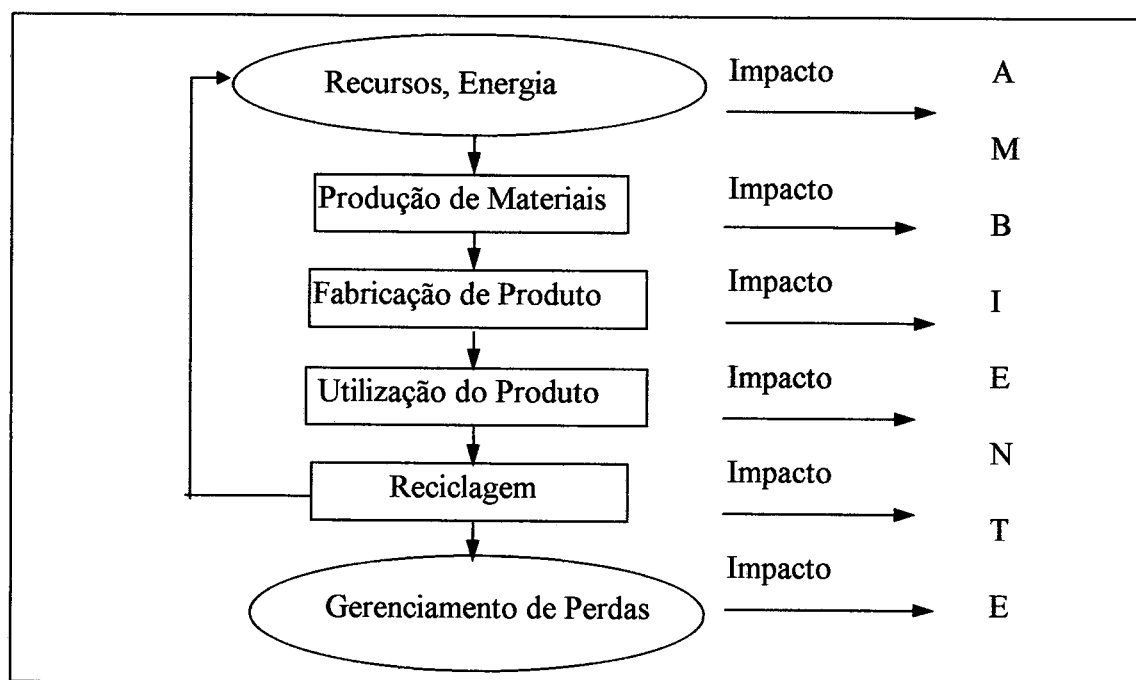 Recursos, Energia
Impacto
A
M
Produção de Materiais
Impacto
B
Fabricação de Produto
Impacto
I
Utilização do Produto
Impacto
E
N
Reciclagem
Impacto
T
Gerenciamento de Perdas
Impacto
E